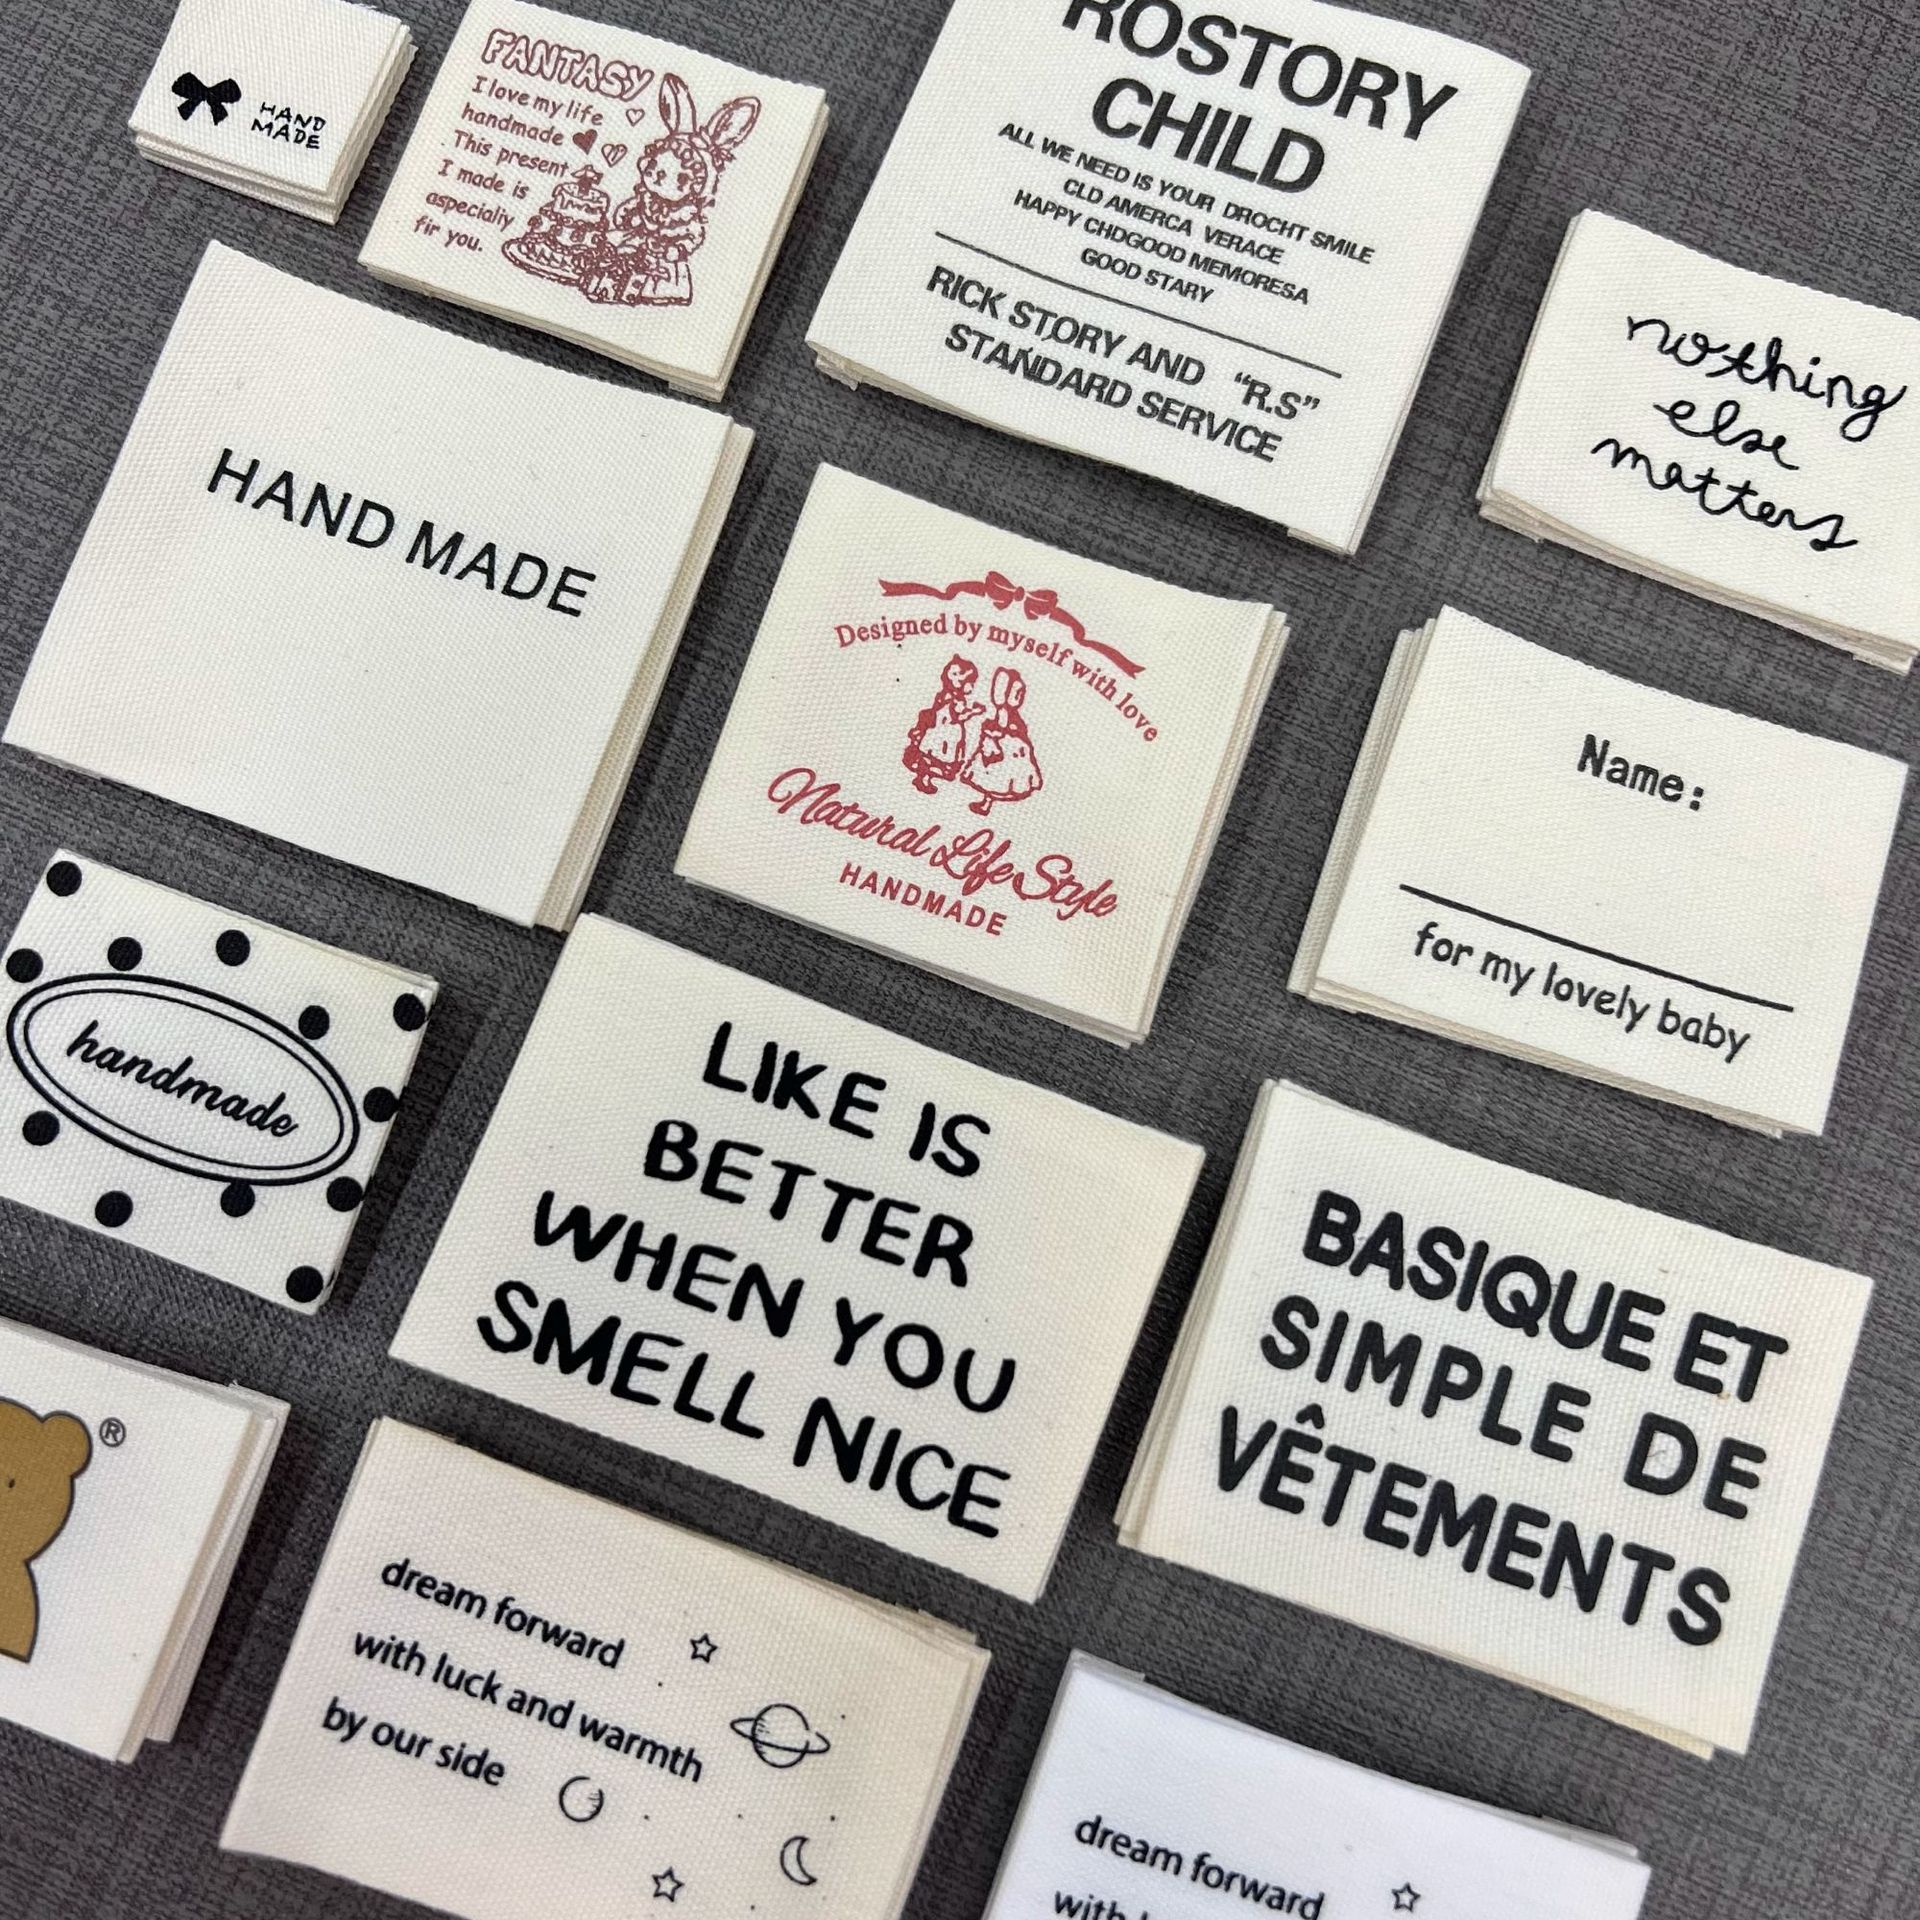 HAND
MADE
FANTASY
I love my life
handmade
This present
I made is
aspecialiy
fir you.
ROSTORY
CHILD
ALL WE NEED IS YOUR DROCHT SMILE
CLD AMERCA VERACE
HAPPY CHDGOOD MEMORESA
GOOD STARY
RICK STORY AND "R.S"
STANDARD SERVICE
nothing
else
matters
HAND MADE
Designed by myself with love
Natural Life Style
HANDMADE
Name:
for my lovely baby
handmade
LIKE IS
BETTER
WHEN YOU
SMELL NICE
BASIQUE ET
SIMPLE DE
VÊTEMENTS
®
dream forward
with luck and warmth
by our side
dream forward
with